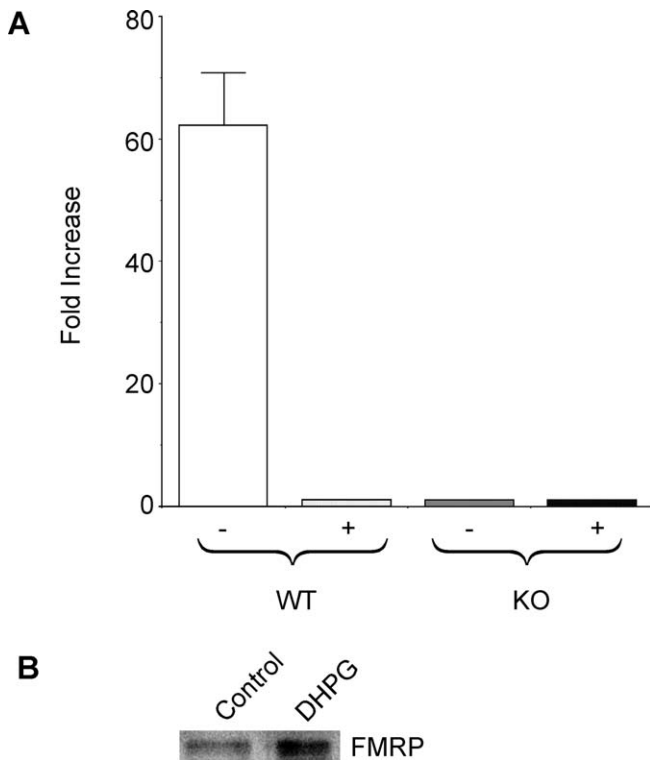 A
80
60
40
20
0
Fold Increase
- + - +
WT KO
B
Control DHPG
FMRP